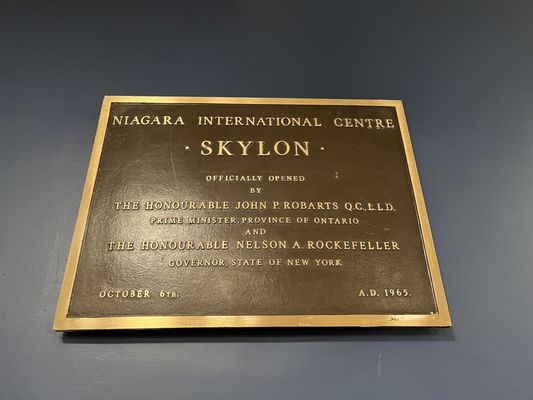 NIAGARA INTERNATIONAL CENTRE
· SKYLON ·
OFFICIALLY OPENED
BY
THE HONOURABLE JOHN P. ROBARTS Q.C., L.L.D.
PRIME MINISTER, PROVINCE OF ONTARIO
AND
THE HONOURABLE NELSON A. ROCKEFELLER
GOVERNOR, STATE OF NEW YORK
OCTOBER 6TH. A.D. 1965.